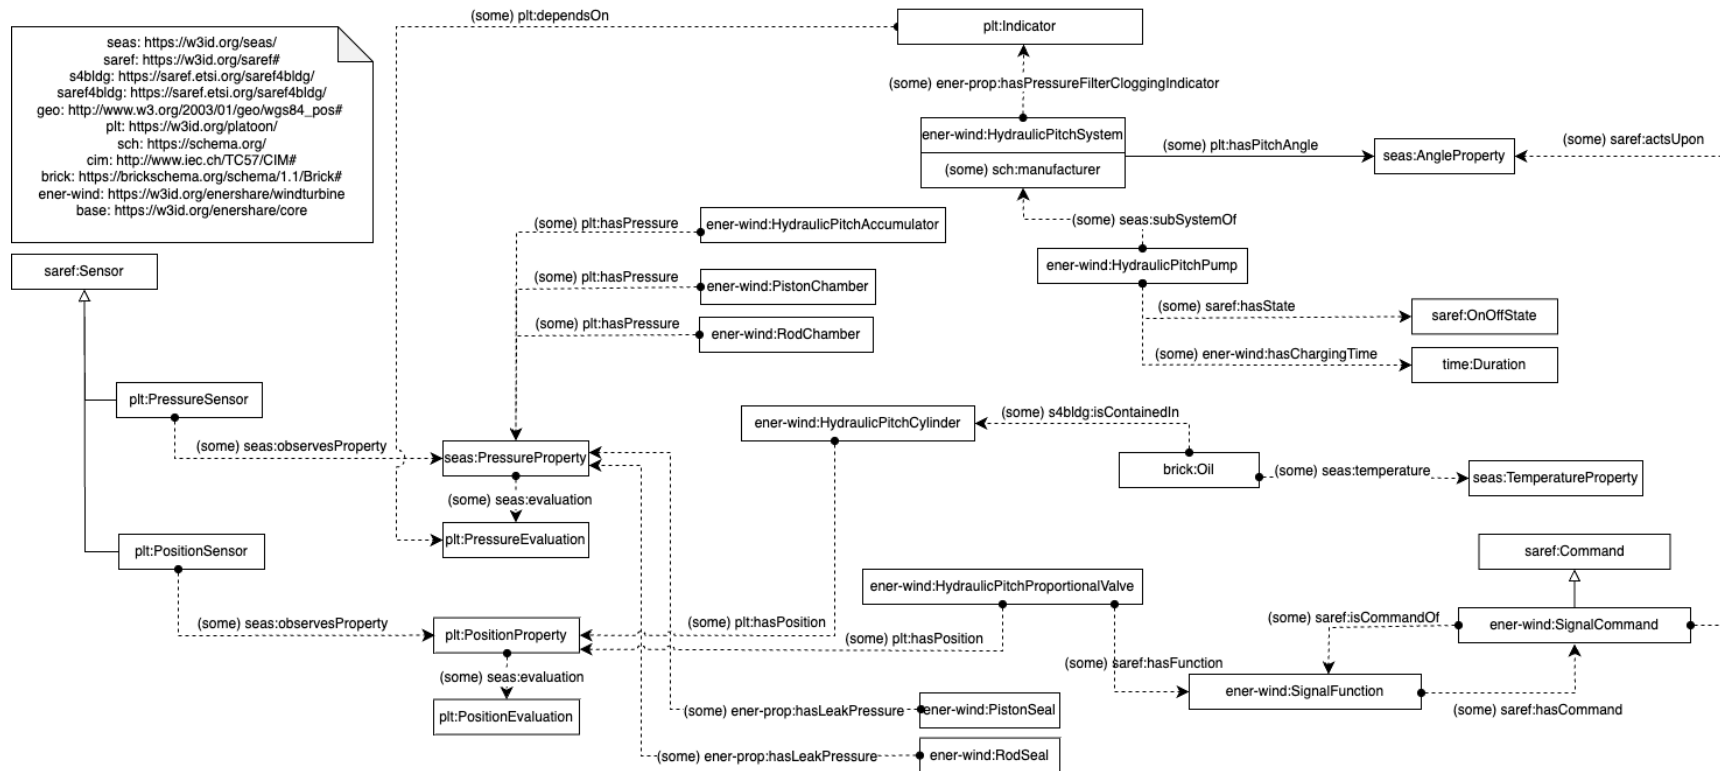 (some) plt:dependsOn
plt:Indicator
seas: https://w3id.org/seas/
saref: https://w3id.org/saref#
s4bldg: https://saref.etsi.org/saref4bldg/
saref4bldg: https://saref.etsi.org/saref4bldg/
geo: http://www.w3.org/2003/01/geo/wgs84_pos#
plt: https://w3id.org/platoon/
sch: https://schema.org/
cim: http://www.iec.ch/TC57/CIM#
brick: https://brickschema.org/schema/1.1/Brick#
ener-wind: https://w3id.org/enershare/windturbine
base: https://w3id.org/enershare/core
(some) ener-prop:hasPressureFilterCloggingIndicator
ener-wind:HydraulicPitchSystem
(some) sch:manufacturer
(some) plt:hasPitchAngle
seas:AngleProperty
(some) saref:actsUpon
(some) seas:subSystemOf
(some) plt:hasPressure
ener-wind:HydraulicPitchAccumulator
ener-wind:HydraulicPitchPump
saref:Sensor
(some) plt:hasPressure
ener-wind:PistonChamber
(some) saref:hasState
saref:OnOffState
(some) plt:hasPressure
ener-wind:RodChamber
(some) ener-wind:hasChargingTime
time:Duration
plt:PressureSensor
ener-wind:HydraulicPitchCylinder
(some) s4bldg:isContainedIn
(some) seas:observesProperty
seas:PressureProperty
brick:Oil
(some) seas:temperature
seas:TemperatureProperty
(some) seas:evaluation
plt:PressureEvaluation
plt:PositionSensor
saref:Command
ener-wind:HydraulicPitchProportionalValve
(some) seas:observesProperty
plt:PositionProperty
(some) plt:hasPosition
(some) plt:hasPosition
(some) saref:isCommandOf
ener-wind:SignalCommand
(some) saref:hasFunction
(some) seas:evaluation
ener-wind:SignalFunction
(some) saref:hasCommand
plt:PositionEvaluation
(some) ener-prop:hasLeakPressure
ener-wind:PistonSeal
(some) ener-prop:hasLeakPressure
ener-wind:RodSeal